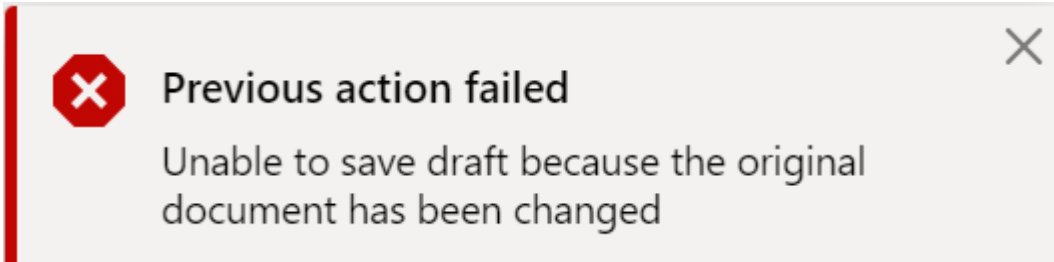 Previous action failed
Unable to save draft because the original
document has been changed